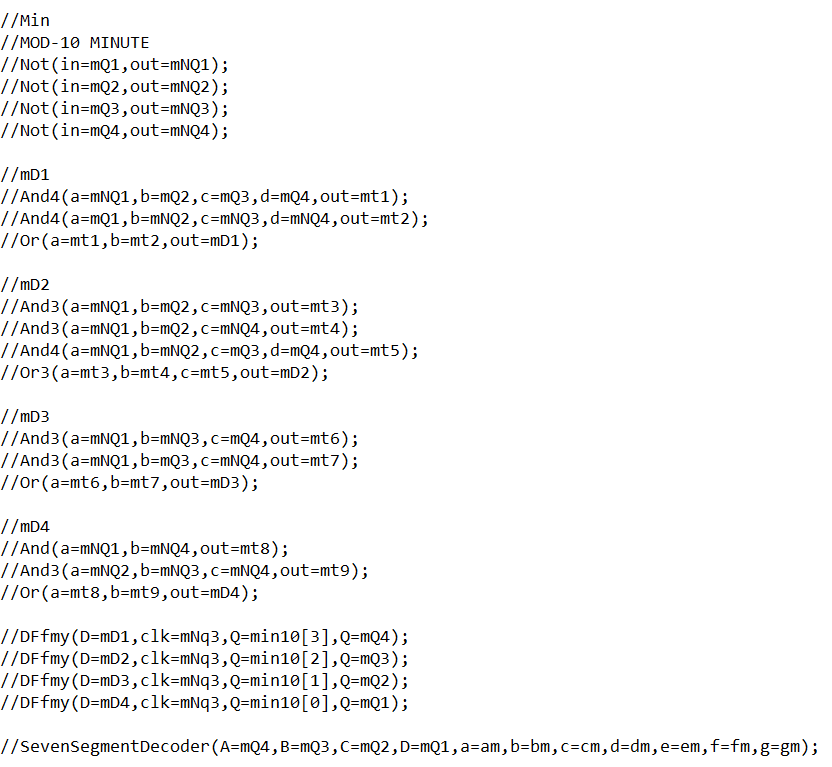 //Min
//MOD-10 MINUTE
//Not(in=mQ1,out=mNQ1);
//Not(in=mQ2,out=mNQ2);
//Not(in=mQ3,out=mNQ3);
//Not(in=mQ4,out=mNQ4);

//mD1
//And4(a=mNQ1,b=mQ2,c=mQ3,d=mQ4,out=mt1);
//And4(a=mQ1,b=mNQ2,c=mNQ3,d=mNQ4,out=mt2);
//Or(a=mt1,b=mt2,out=mD1);

//mD2
//And3(a=mNQ1,b=mQ2,c=mNQ3,out=mt3);
//And3(a=mNQ1,b=mQ2,c=mNQ4,out=mt4);
//And4(a=mNQ1,b=mNQ2,c=mQ3,d=mQ4,out=mt5);
//Or3(a=mt3,b=mt4,c=mt5,out=mD2);

//mD3
//And3(a=mNQ1,b=mNQ3,c=mQ4,out=mt6);
//And3(a=mNQ1,b=mQ3,c=mNQ4,out=mt7);
//Or(a=mt6,b=mt7,out=mD3);

//mD4
//And(a=mNQ1,b=mNQ4,out=mt8);
//And3(a=mNQ2,b=mNQ3,c=mNQ4,out=mt9);
//Or(a=mt8,b=mt9,out=mD4);

//DFfmy(D=mD1,clk=mNq3,Q=min10[3],Q=mQ4);
//DFfmy(D=mD2,clk=mNq3,Q=min10[2],Q=mQ3);
//DFfmy(D=mD3,clk=mNq3,Q=min10[1],Q=mQ2);
//DFfmy(D=mD4,clk=mNq3,Q=min10[0],Q=mQ1);

//SevenSegmentDecoder(A=mQ4,B=mQ3,C=mQ2,D=mQ1,a=am,b=bm,c=cm,d=dm,e=em,f=fm,g=gm);